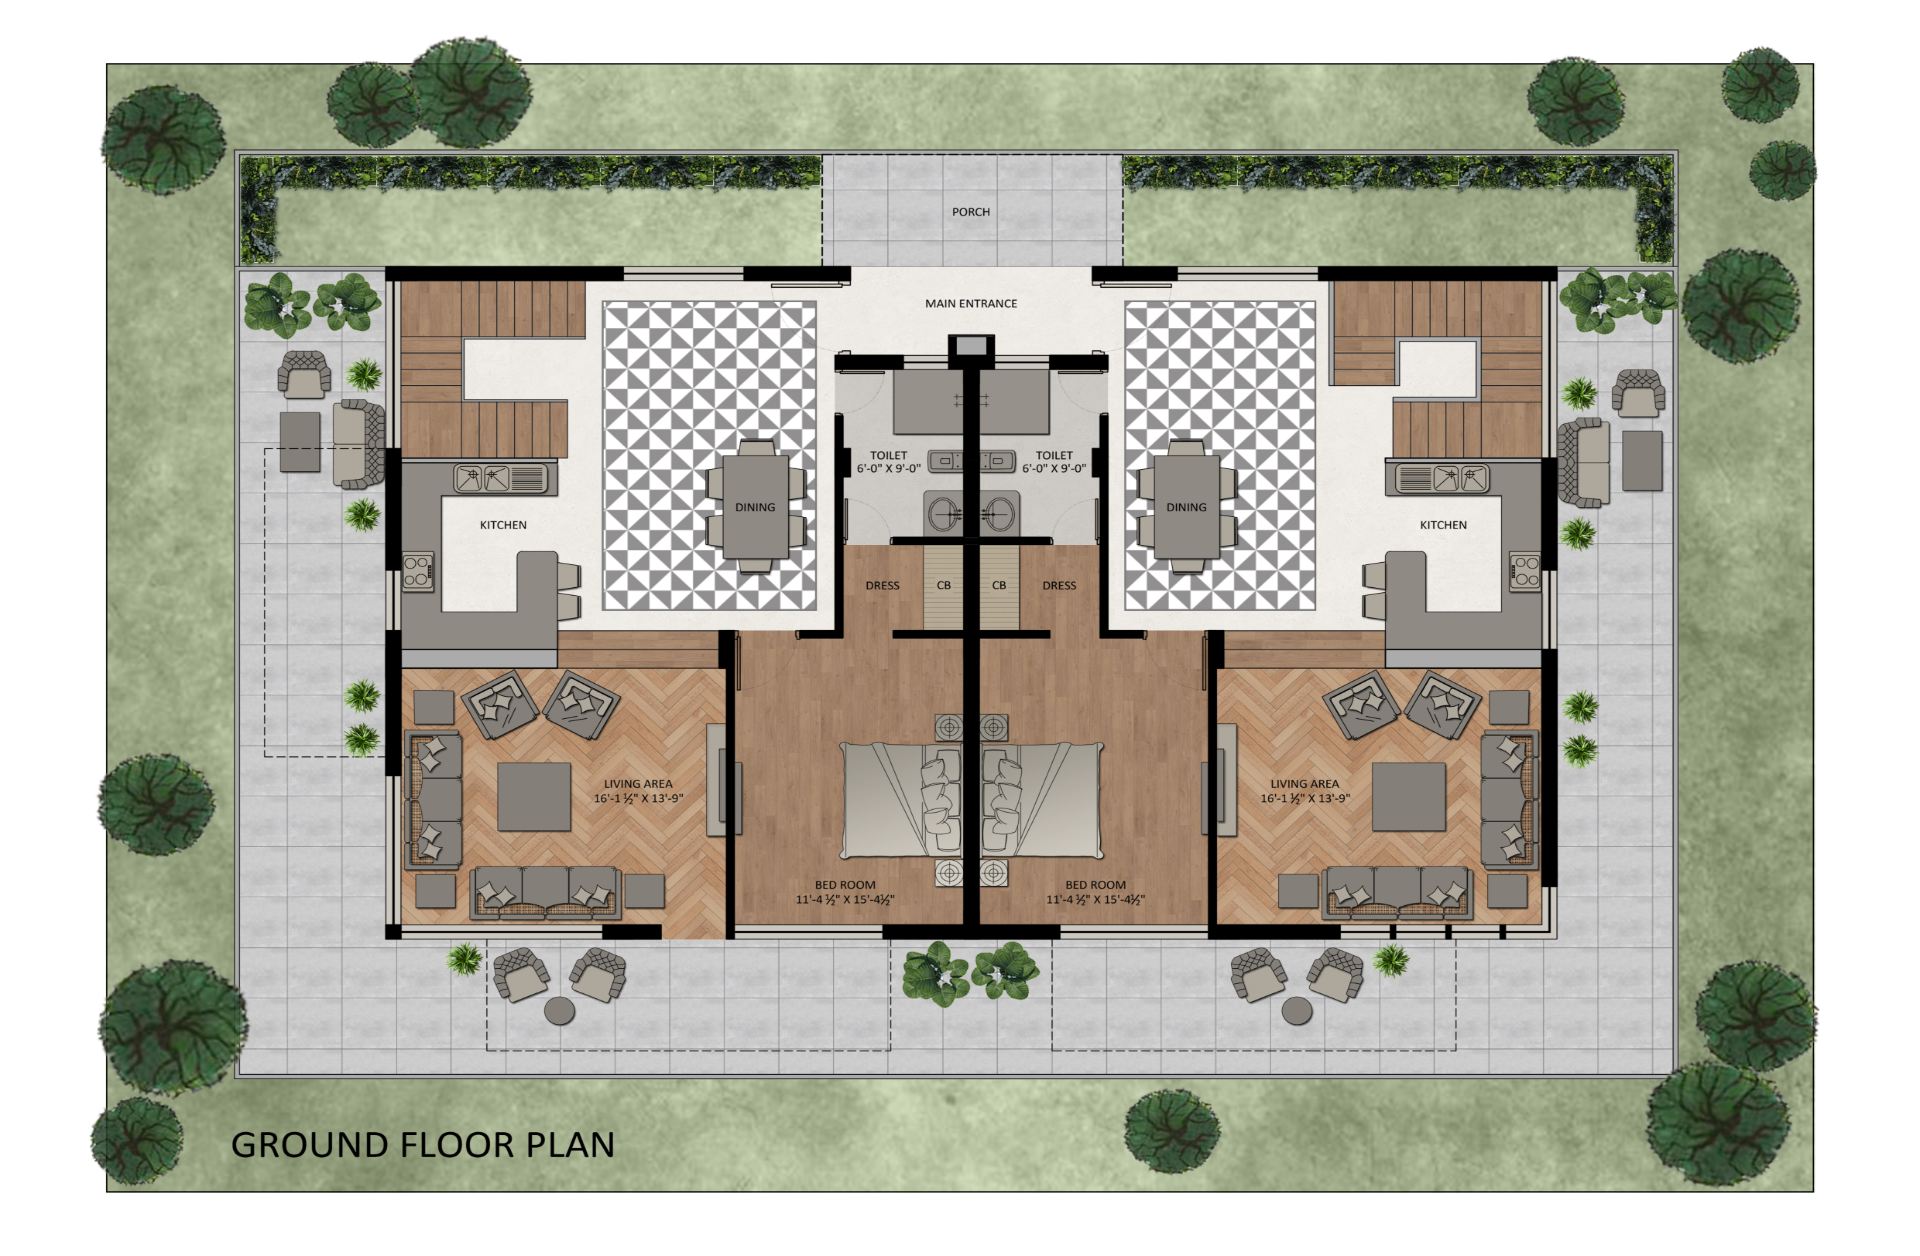 PORCH
MAIN ENTRANCE
TOILET
6'-0" X 9'-0"
TOILET
6'-0" X 9'-0"
DINING
DINING
KITCHEN
KITCHEN
DRESS
CB
CB
DRESS
LIVING AREA
16'-1 ½" X 13'-9"
LIVING AREA
16'-1 ½" X 13'-9"
BED ROOM
11'-4 ½" X 15'-4½"
BED ROOM
11'-4 ½" X 15'-4½"
GROUND FLOOR PLAN